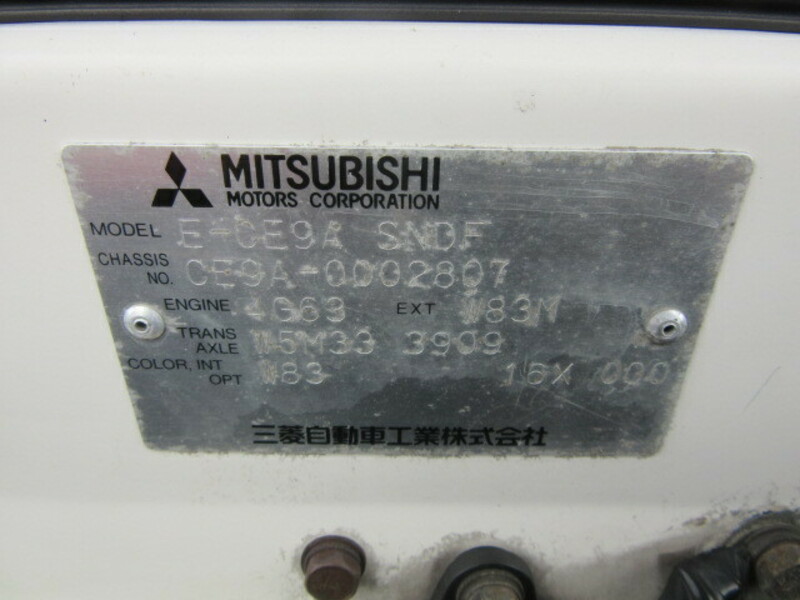 MITSUBISHI
MOTORS CORPORATION
MODEL E-CE9A SNDF
CHASSIS NO. CE9A-0002807
ENGINE 4G63 EXT W83M
TRANS AXLE W5M33 3909
COLOR, INT OPT W83 16X 000
三菱自動車工業株式会社